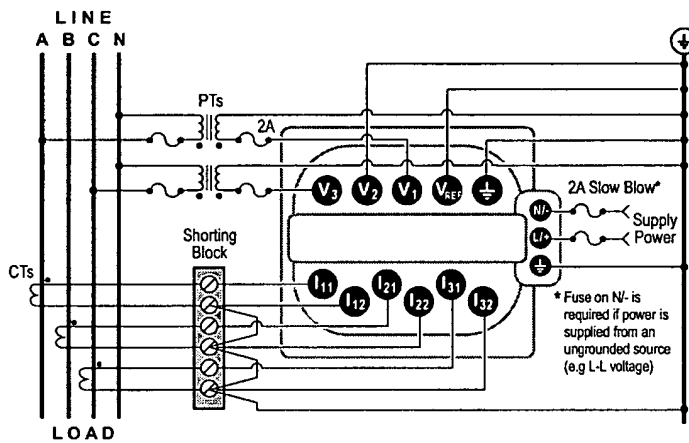 LINE
A B C N
PTs
2A
V3 V2 V1 VREF
2A Slow Blow*
N/-
Supply
L/+
Power
Shorting
Block
CTs
I11 I21 I31
I12 I22 I32
* Fuse on N/- is
required if power is
supplied from an
ungrounded source
(e.g L-L voltage)
LOAD